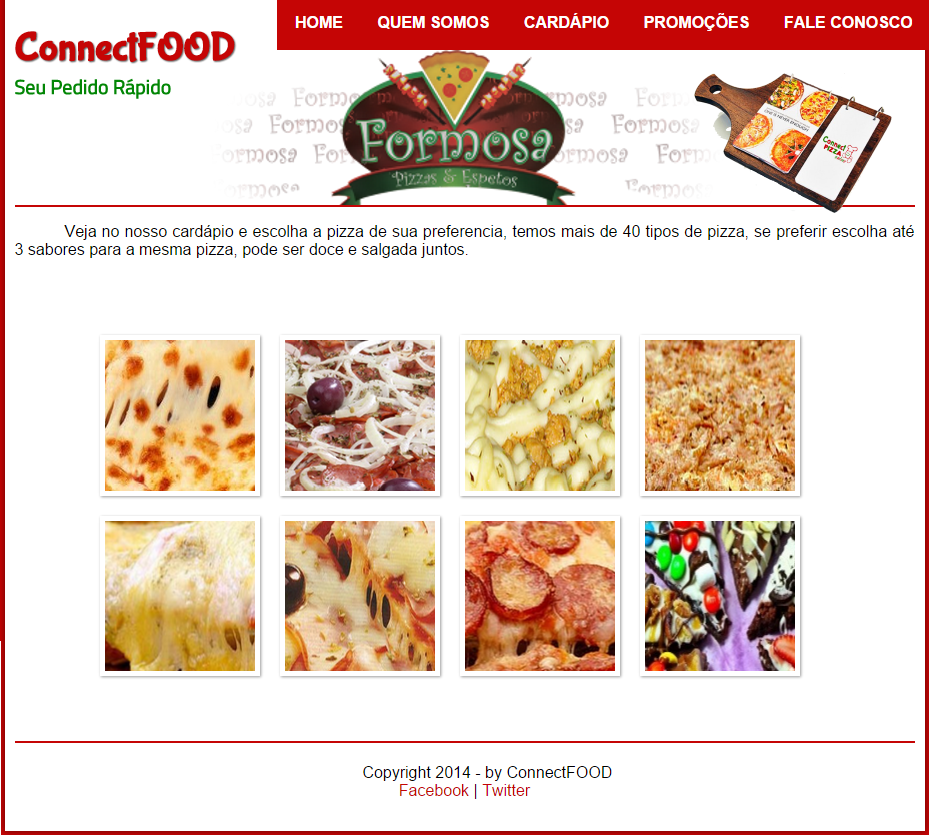 HOME QUEM SOMOS CARDÁPIO PROMOÇÕES FALE CONOSCO
ConnectFOOD
Seu Pedido Rápido
Formosa
Pizzas & Espetos
Connect
PIZZA
Veja no nosso cardápio e escolha a pizza de sua preferencia, temos mais de 40 tipos de pizza, se preferir escolha até
3 sabores para a mesma pizza, pode ser doce e salgada juntos.
Copyright 2014 - by ConnectFOOD
Facebook | Twitter